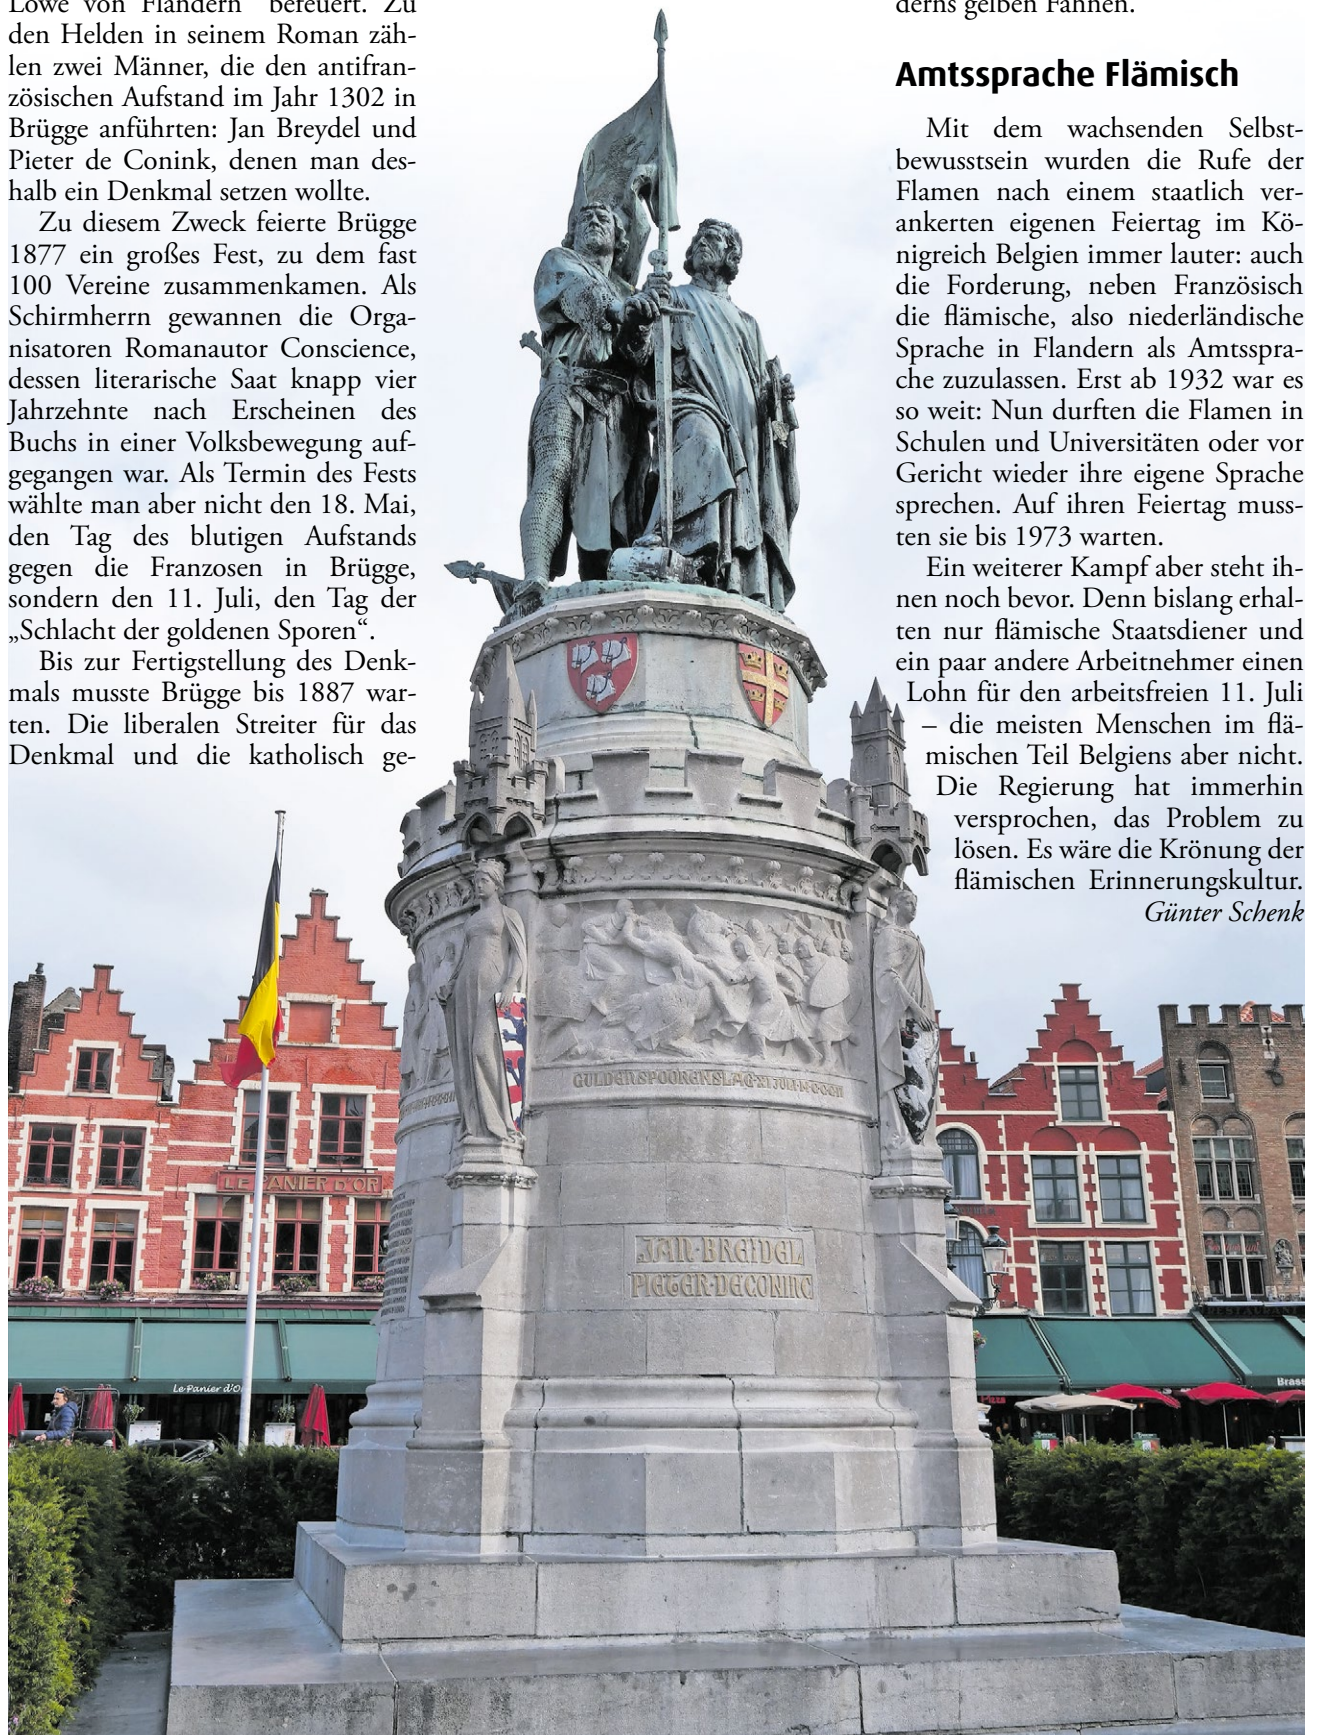 Löwe von Flandern“ befeuert. Zu
den Helden in seinem Roman zäh-
len zwei Männer, die den antifran-
zösischen Aufstand im Jahr 1302 in
Brügge anführten: Jan Breydel und
Pieter de Conink, denen man des-
halb ein Denkmal setzen wollte.
Zu diesem Zweck feierte Brügge
1877 ein großes Fest, zu dem fast
100 Vereine zusammenkamen. Als
Schirmherrn gewannen die Orga-
nisatoren Romanautor Conscience,
dessen literarische Saat knapp vier
Jahrzehnte nach Erscheinen des
Buchs in einer Volksbewegung auf-
gegangen war. Als Termin des Fests
wählte man aber nicht den 18. Mai,
den Tag des blutigen Aufstands
gegen die Franzosen in Brügge,
sondern den 11. Juli, den Tag der
„Schlacht der goldenen Sporen“.
Bis zur Fertigstellung des Denk-
mals musste Brügge bis 1887 war-
ten. Die liberalen Streiter für das
Denkmal und die katholisch ge-
derns gelben Fahnen.
Amtssprache Flämisch
Mit dem wachsenden Selbst-
bewusstsein wurden die Rufe der
Flamen nach einem staatlich ver-
ankerten eigenen Feiertag im Kö-
nigreich Belgien immer lauter: auch
die Forderung, neben Französisch
die flämische, also niederländische
Sprache in Flandern als Amtsspra-
che zuzulassen. Erst ab 1932 war es
so weit: Nun durften die Flamen in
Schulen und Universitäten oder vor
Gericht wieder ihre eigene Sprache
sprechen. Auf ihren Feiertag muss-
ten sie bis 1973 warten.
Ein weiterer Kampf aber steht ih-
nen noch bevor. Denn bislang erhal-
ten nur flämische Staatsdiener und
ein paar andere Arbeitnehmer einen
Lohn für den arbeitsfreien 11. Juli
– die meisten Menschen im flä-
mischen Teil Belgiens aber nicht.
Die Regierung hat immerhin
versprochen, das Problem zu
lösen. Es wäre die Krönung der
flämischen Erinnerungskultur.
Günter Schenk
GULDENSPOORENSLAG·XI JULI MCCCII
JAN·BREIDEL
PIETER·DECONINC
LE PANIER D'OR
Le Panier d'O
Pizza
Brass